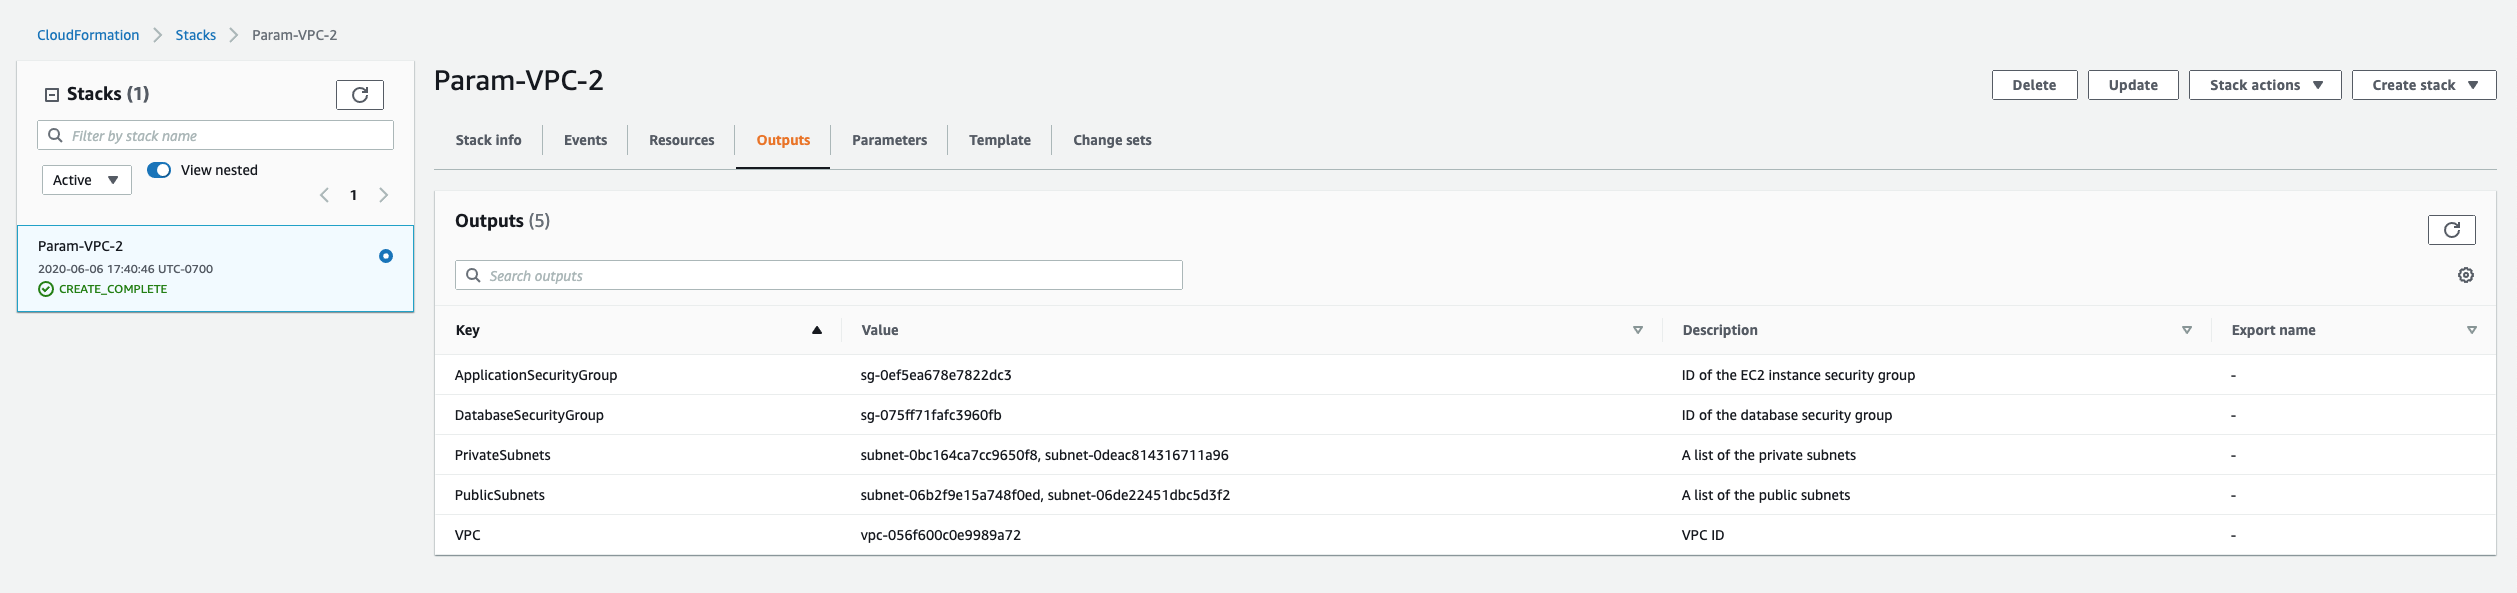 CloudFormation > Stacks > Param-VPC-2
Stacks (1)
Filter by stack name
Active
View nested
1
Param-VPC-2
2020-06-06 17:40:46 UTC-0700
CREATE_COMPLETE
Param-VPC-2
Delete Update Stack actions Create stack
Stack info Events Resources Outputs Parameters Template Change sets
Outputs (5)
Search outputs
Key Value Description Export name
ApplicationSecurityGroup sg-0ef5ea678e7822dc3 ID of the EC2 instance security group -
DatabaseSecurityGroup sg-075ff71fafc3960fb ID of the database security group -
PrivateSubnets subnet-0bc164ca7cc9650f8, subnet-0deac814316711a96 A list of the private subnets -
PublicSubnets subnet-06b2f9e15a748f0ed, subnet-06de22451dbc5d3f2 A list of the public subnets -
VPC vpc-056f600c0e9989a72 VPC ID -